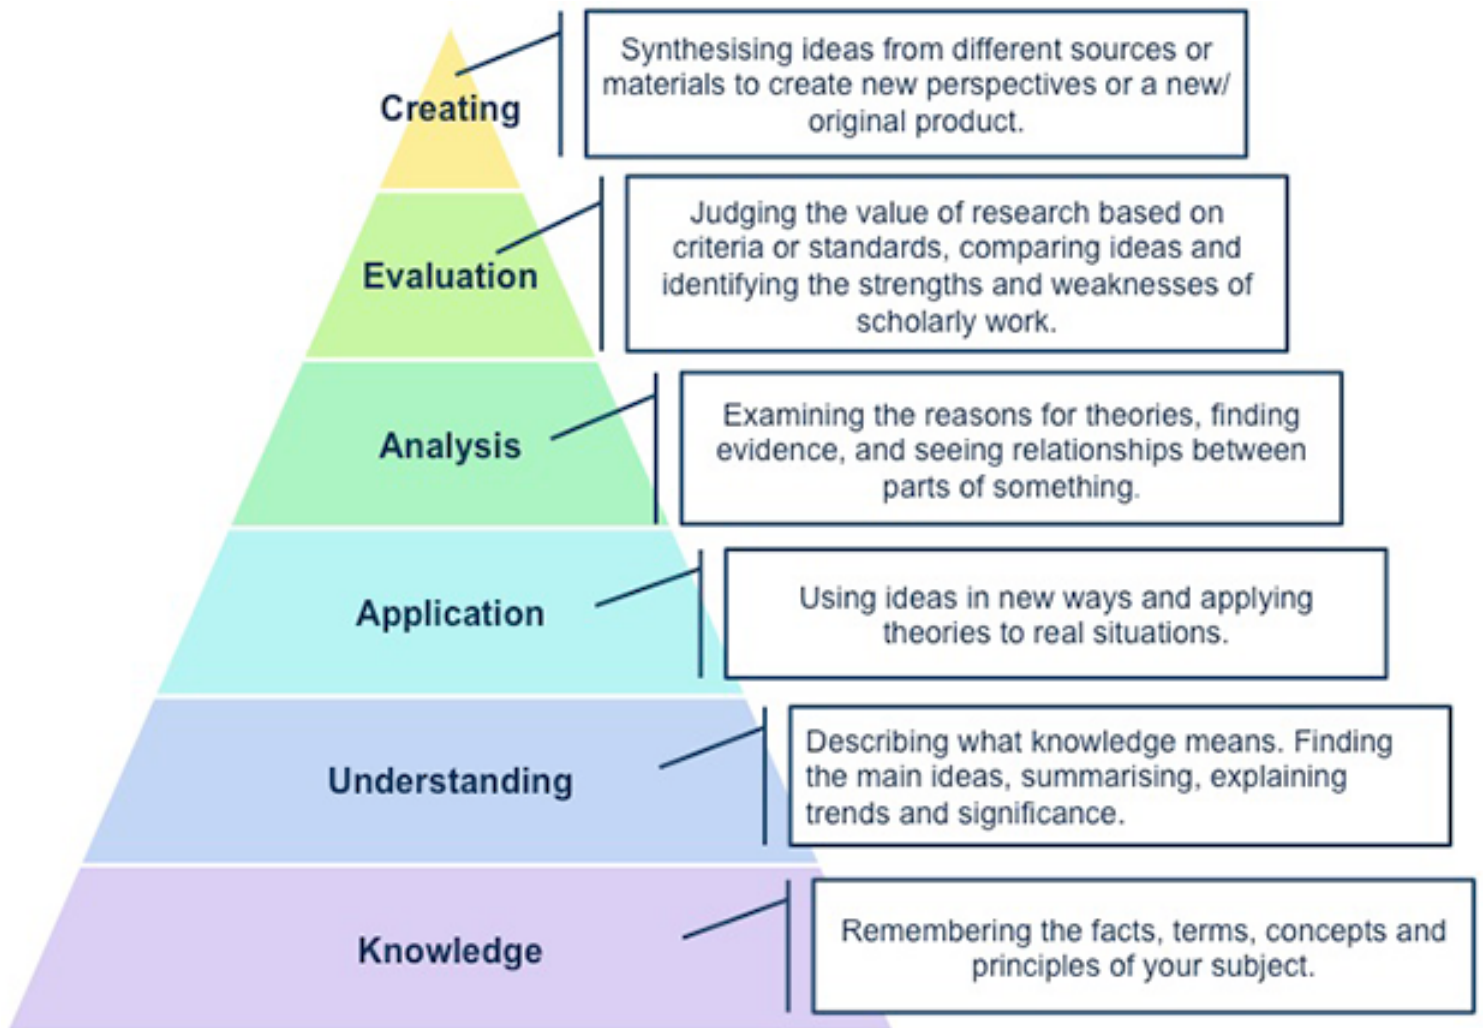 Creating
Synthesising ideas from different sources or
materials to create new perspectives or a new/
original product.
Evaluation
Judging the value of research based on
criteria or standards, comparing ideas and
identifying the strengths and weaknesses of
scholarly work.
Analysis
Examining the reasons for theories, finding
evidence, and seeing relationships between
parts of something.
Application
Using ideas in new ways and applying
theories to real situations.
Understanding
Describing what knowledge means. Finding
the main ideas, summarising, explaining
trends and significance.
Knowledge
Remembering the facts, terms, concepts and
principles of your subject.